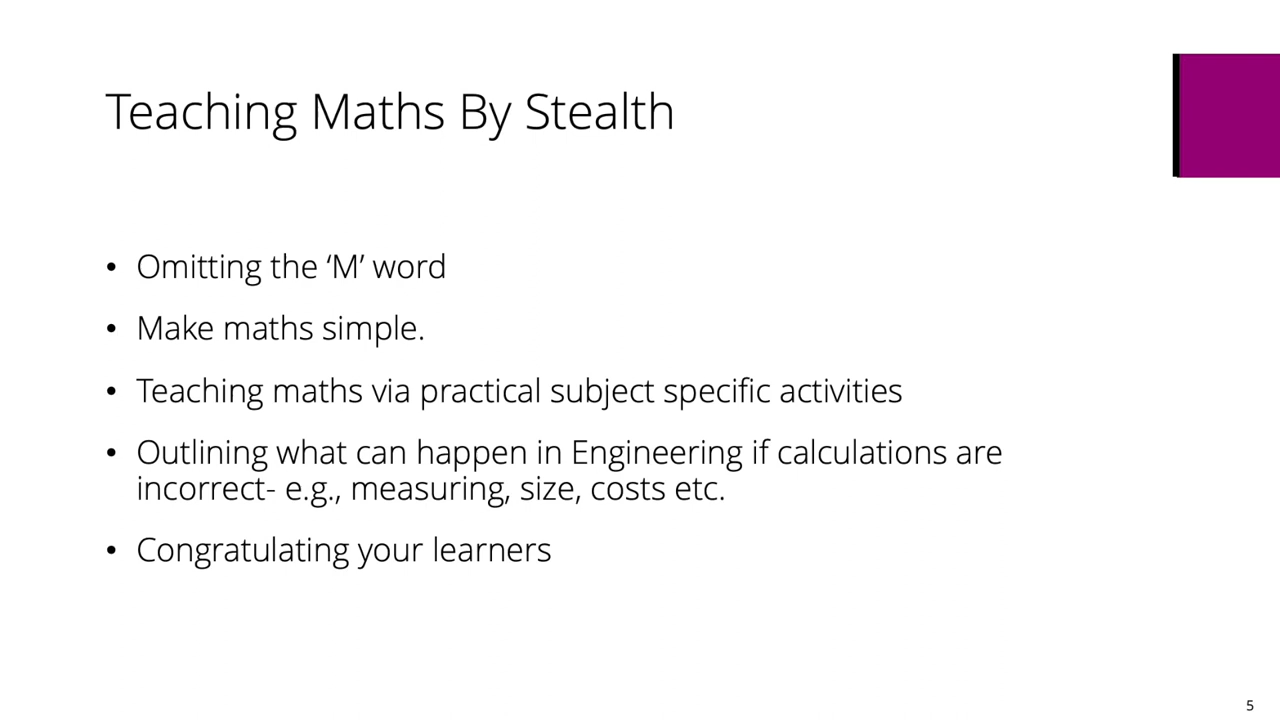 Teaching Maths By Stealth
• Omitting the ‘M’ word
• Make maths simple.
• Teaching maths via practical subject specific activities
• Outlining what can happen in Engineering if calculations are
incorrect- e.g., measuring, size, costs etc.
• Congratulating your learners
5